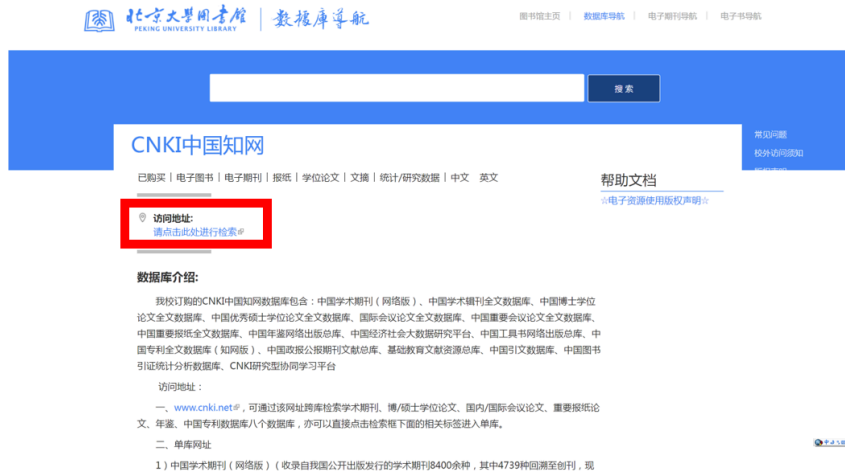 北京大学图书馆 数据库导航
PEKING UNIVERSITY LIBRARY
图书馆主页 | 数据库导航 | 电子期刊导航 | 电子书导航
搜索
常见问题
校外访问须知
CNKI中国知网
已购买 | 电子图书 | 电子期刊 | 报纸 | 学位论文 | 文摘 | 统计/研究数据 | 中文 英文
帮助文档
☆电子资源使用版权声明☆
访问地址:
请点击此处进行检索
数据库介绍:
我校订购的CNKI中国知网数据库包含：中国学术期刊（网络版）、中国学术辑刊全文数据库、中国博士学位
论文全文数据库、中国优秀硕士学位论文全文数据库、国际会议论文全文数据库、中国重要会议论文全文数据库、
中国重要报纸全文数据库、中国年鉴网络出版总库、中国经济社会大数据研究平台、中国工具书网络出版总库、中
国专利全文数据库（知网版）、中国政报公报期刊文献总库、基础教育文献资源总库、中国引文数据库、中国图书
引证统计分析数据库、CNKI研究型协同学习平台
访问地址：
一、www.cnki.net，可通过该网址跨库检索学术期刊、博/硕士学位论文、国内/国际会议论文、重要报纸论
文、年鉴、中国专利数据库八个数据库，亦可以直接点击检索框下面的相关标签进入单库。
二、单库网址
1）中国学术期刊（网络版）（收录自我国公开出版发行的学术期刊8400余种，其中4739种回溯至创刊，现